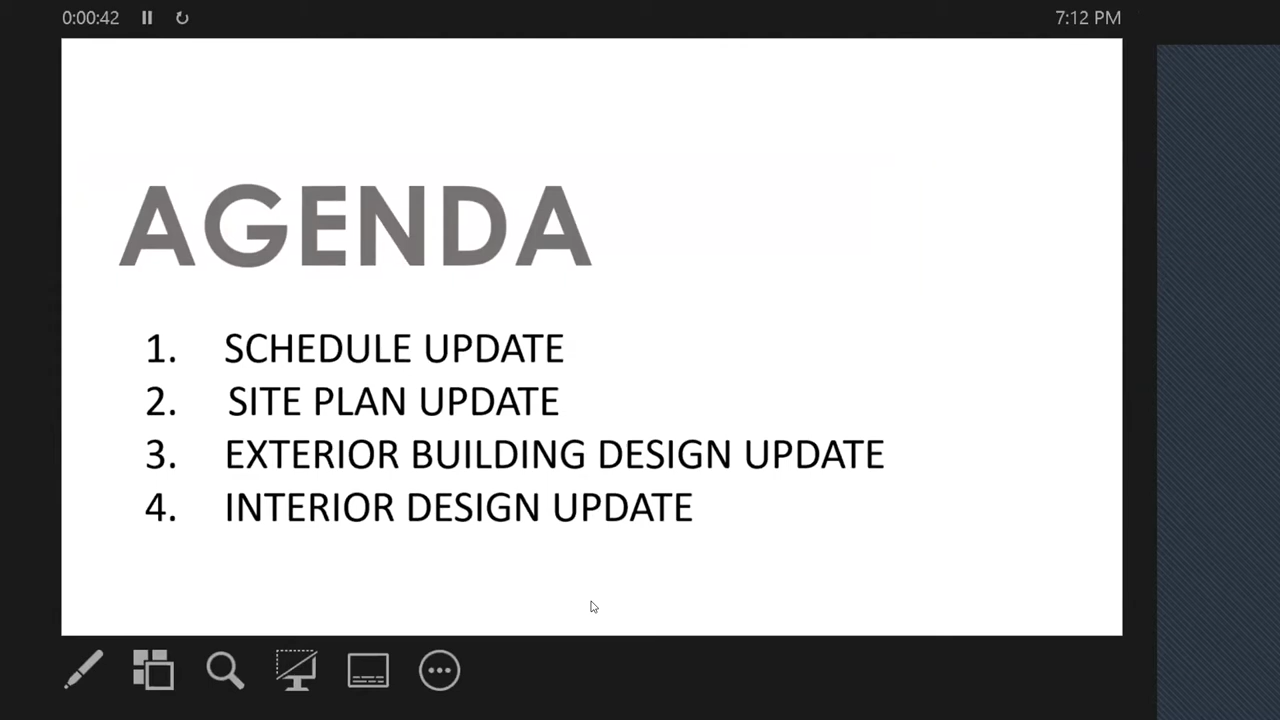 0:00:42
7:12 PM
AGENDA
1. SCHEDULE UPDATE
2. SITE PLAN UPDATE
3. EXTERIOR BUILDING DESIGN UPDATE
4. INTERIOR DESIGN UPDATE